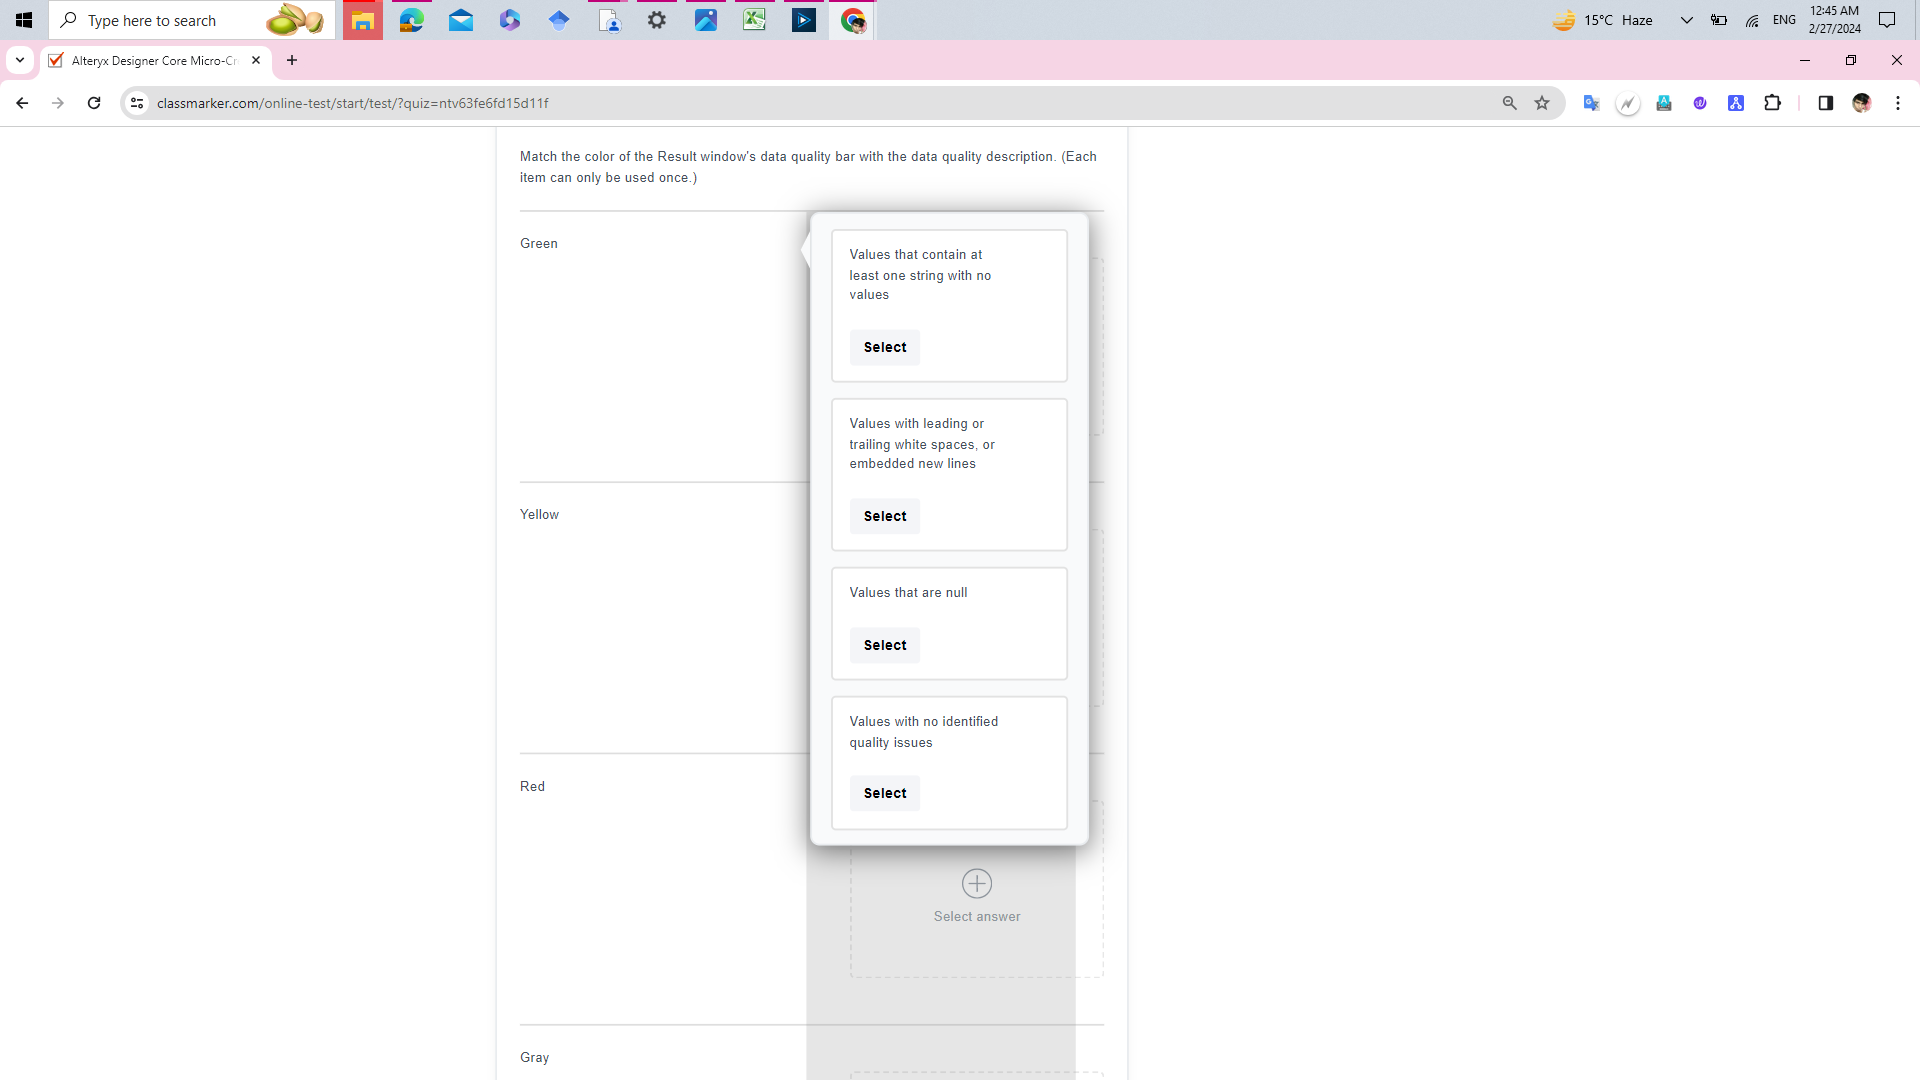 Type here to search
15°C Haze
ENG
12:45 AM
2/27/2024
Alteryx Designer Core Micro-Cr
classmarker.com/online-test/start/test/?quiz=ntv63fe6fd15d11f
Match the color of the Result window's data quality bar with the data quality description. (Each
item can only be used once.)
Green
Values that contain at
least one string with no
values
Select
Values with leading or
trailing white spaces, or
embedded new lines
Select
Yellow
Values that are null
Select
Values with no identified
quality issues
Select
Red
Select answer
Gray